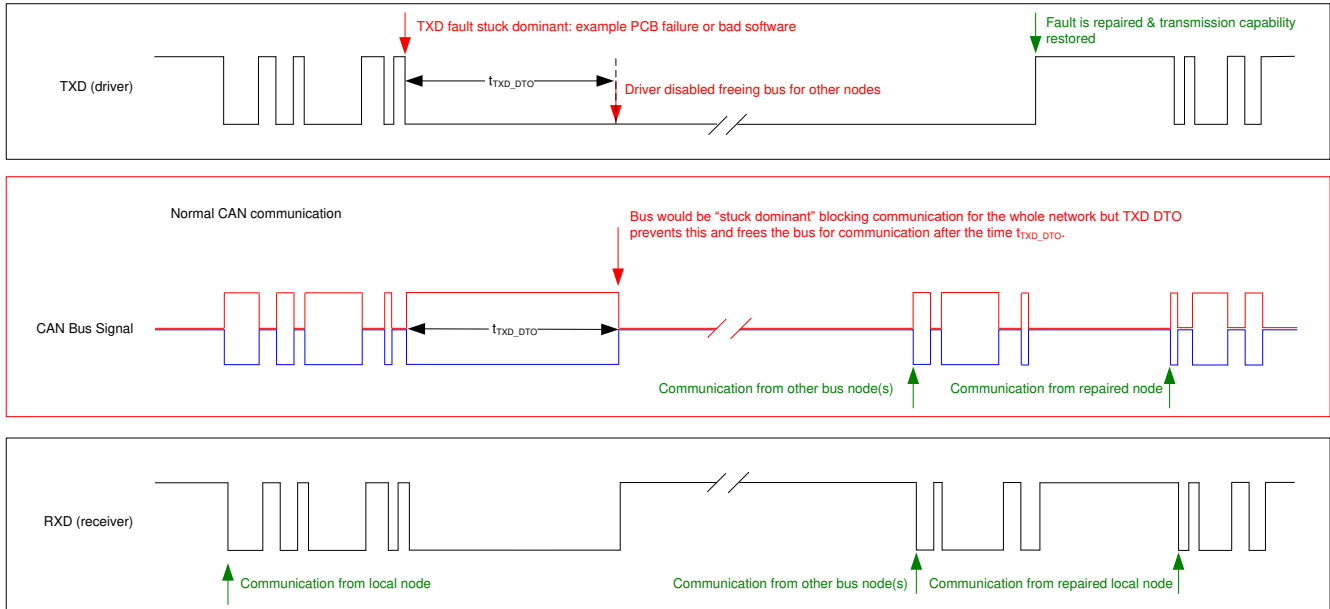 TXD fault stuck dominant: example PCB failure or bad software
Fault is repaired & transmission capability
restored
TXD (driver)
tTXD_DTO
Driver disabled freeing bus for other nodes
Normal CAN communication
Bus would be “stuck dominant” blocking communication for the whole network but TXD DTO
prevents this and frees the bus for communication after the time tTXD_DTO.
CAN Bus Signal
tTXD_DTO
Communication from other bus node(s)
Communication from repaired node
RXD (receiver)
Communication from local node
Communication from other bus node(s)
Communication from repaired local node